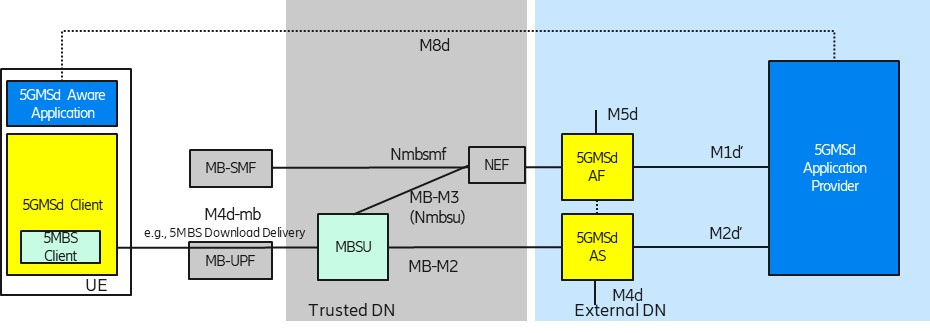 M8d
5GMSd Aware
Application
5GMSd Client
5MBS
Client
UE
MB-SMF
M4d-mb
e.g., 5MBS Download Delivery
MB-UPF
Nmbsmf
NEF
MB-M3
(Nmbsu)
MBSU
MB-M2
Trusted DN
M5d
5GMSd
AF
5GMSd
AS
M4d
External DN
M1d’
M2d’
5GMSd
Application
Provider